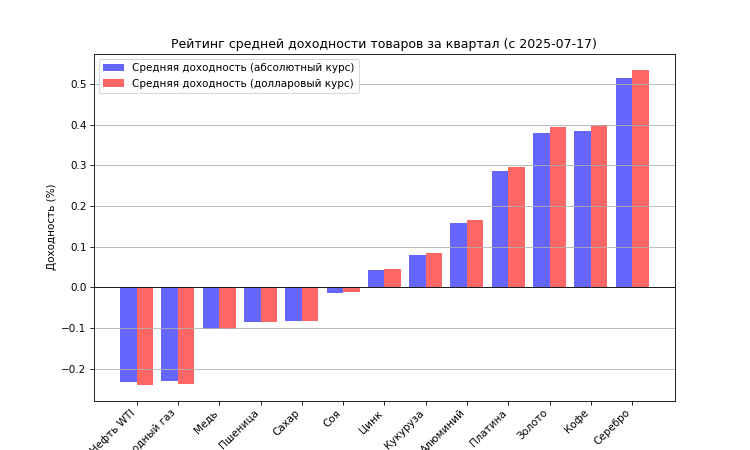 Рейтинг средней доходности товаров за квартал (с 2025-07-17)
Средняя доходность (абсолютный курс)
Средняя доходность (долларовый курс)
Доходность (%)
0.5
0.4
0.3
0.2
0.1
0.0
−0.1
−0.2
Нефть WTI
газ
Медь
Пшеница
Сахар
Соя
Цинк
Кукуруза
Алюминий
Платина
Золото
Кофе
Серебро